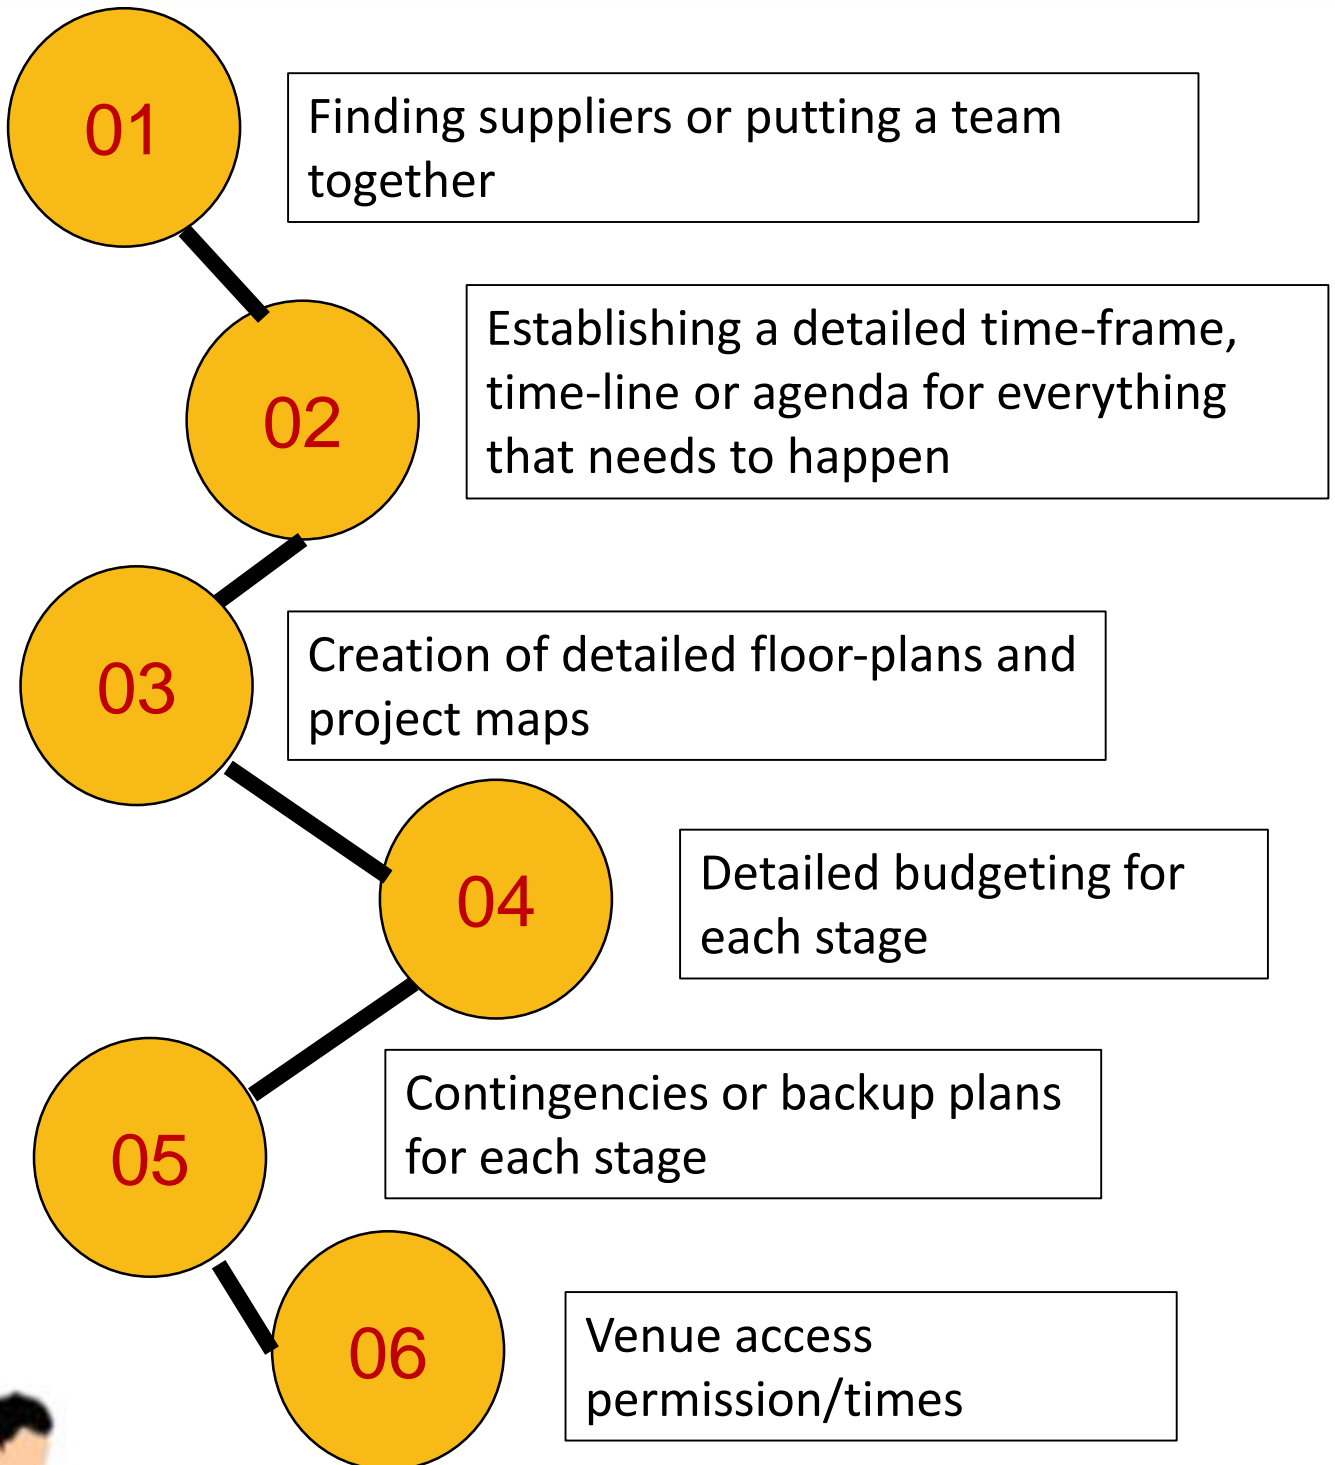 01
Finding suppliers or putting a team
together
02
Establishing a detailed time-frame,
time-line or agenda for everything
that needs to happen
03
Creation of detailed floor-plans and
project maps
04
Detailed budgeting for
each stage
05
Contingencies or backup plans
for each stage
06
Venue access
permission/times